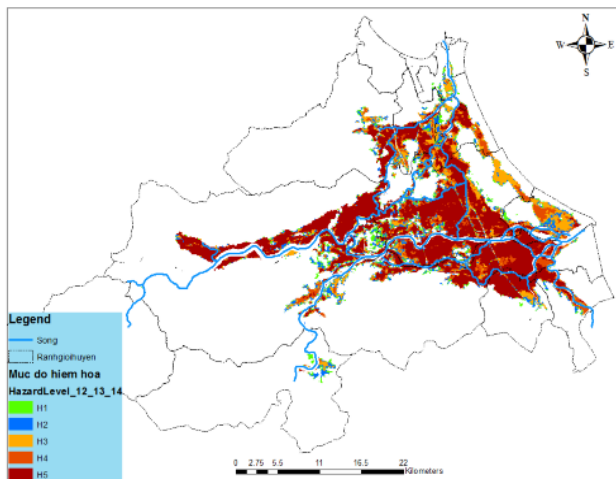 N
W E
S
Legend
Song
Ranhgioihuyen
Muc do hiem hoa
HazardLevel_12_13_14
H1
H2
H3
H4
H5
0 2.75 5.5 11 16.5 22
Kilometers